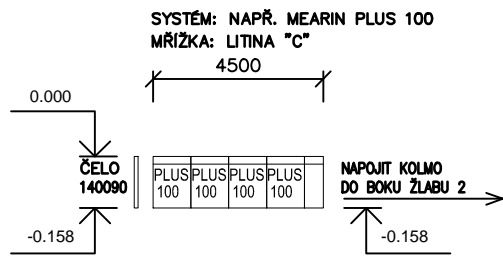 SYSTÉM: NAPŘ. MEARIN PLUS 100
MŘÍŽKA: LITINA "C"
4500
0.000
ČELO
140090
PLUS PLUS PLUS PLUS
100 100 100 100
NAPOJIT KOLMO
DO BOKU ŽLABU 2
-0.158
-0.158